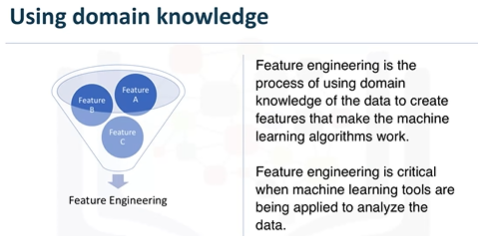 Using domain knowledge
Feature
A
Feature
B
Feature
C
Feature Engineering
Feature engineering is the
process of using domain
knowledge of the data to create
features that make the machine
learning algorithms work.
Feature engineering is critical
when machine learning tools are
being applied to analyze the
data.